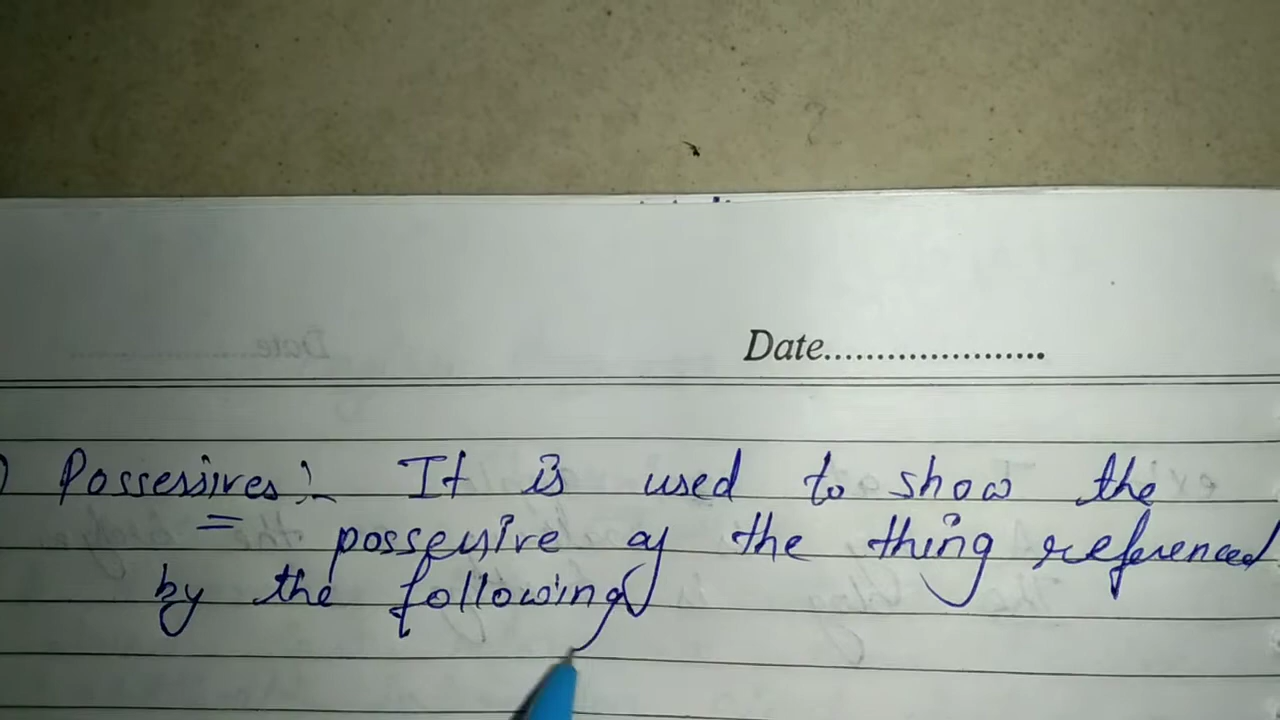 Date.....................
) Possessives :- It is used to show the
possessive of the thing referenced
by the following